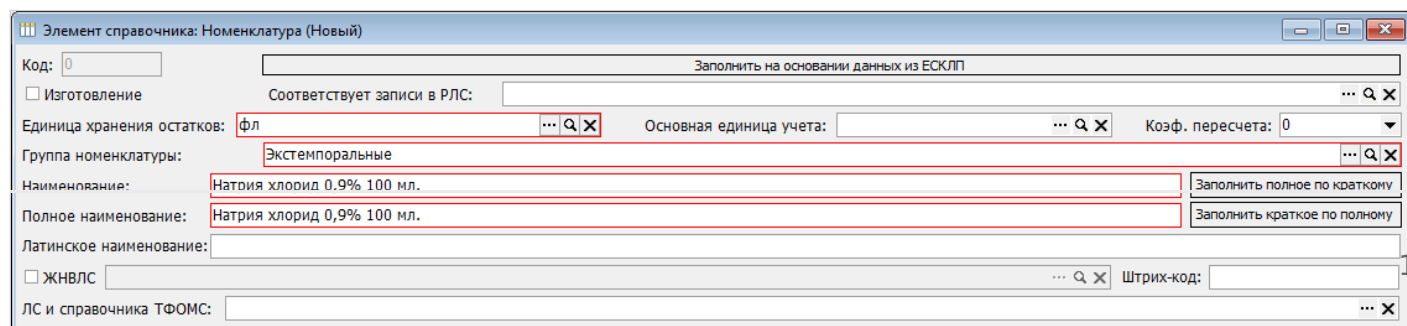 Элемент справочника: Номенклатура (Новый)
Код: 0 Заполнить на основании данных из ЕСКЛП
Изготовление Соответствует записи в РЛС:
Единица хранения остатков: фл Основная единица учета: Коэф. пересчета: 0
Группа номенклатуры: Экстемпоральные
Наименование: Натрия хлорид 0.9% 100 мл. Заполнить полное по краткому
Полное наименование: Натрия хлорид 0,9% 100 мл. Заполнить краткое по полному
Латинское наименование:
ЖНВЛС Штрих-код:
ЛС и справочника ТФОМС: